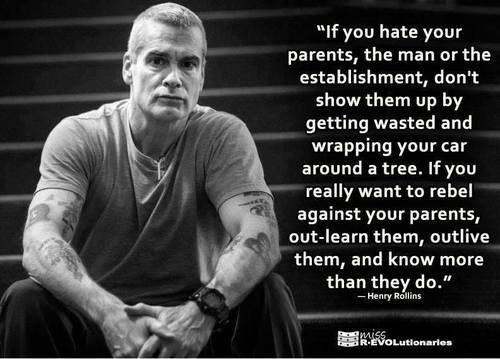 “If you hate your
parents, the man or the
establishment, don't
show them up by
getting wasted and
wrapping your car
around a tree. If you
really want to rebel
against your parents,
out-learn them, outlive
them, and know more
than they do.”
— Henry Rollins
miss
R-EVOLutionaries